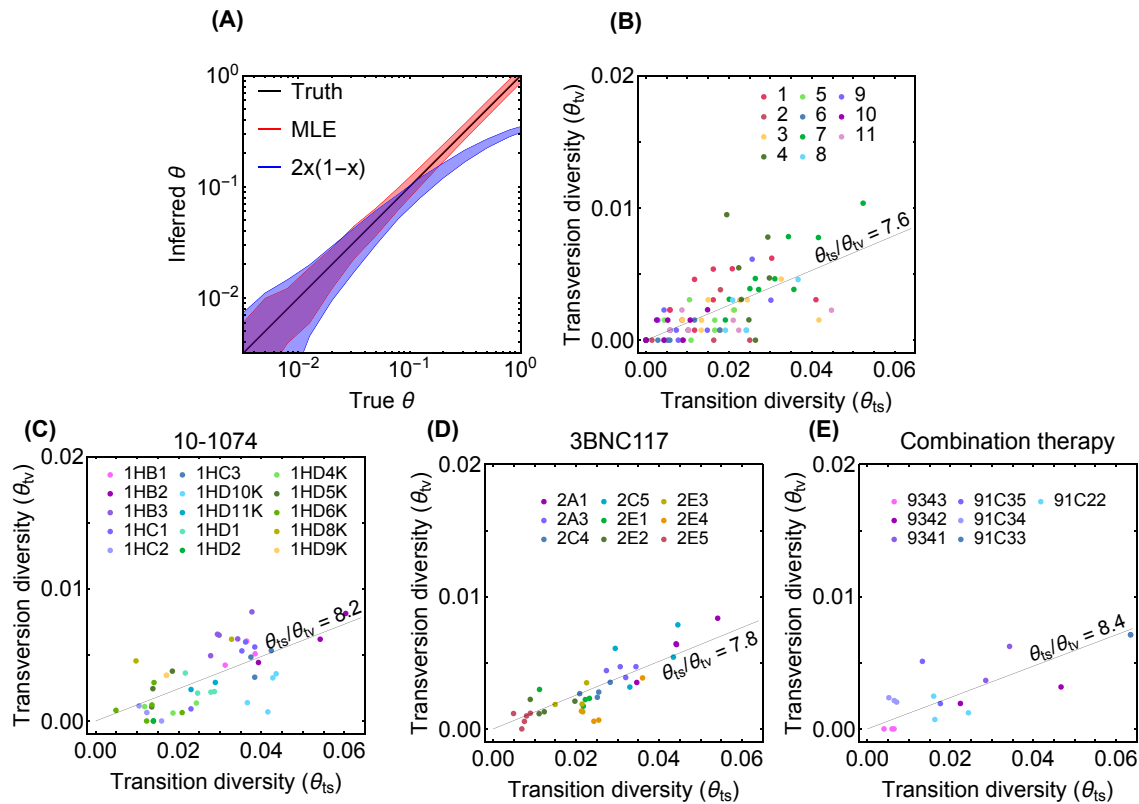 (A)
Inferred θ
10⁰
10⁻¹
10⁻²
Truth
MLE
2x(1−x)
10⁻² 10⁻¹ 10⁰
True θ
(B)
Transversion diversity (θtv)
0.02
0.01
0.00
1 5 9
2 6 10
3 7 11
4 8
θts/θtv = 7.6
0.00 0.02 0.04 0.06
Transition diversity (θts)
(C)
10-1074
Transversion diversity (θtv)
0.02
0.01
0.00
1HB1 1HC3 1HD4K
1HB2 1HD10K 1HD5K
1HB3 1HD11K 1HD6K
1HC1 1HD1 1HD8K
1HC2 1HD2 1HD9K
θts/θtv = 8.2
0.00 0.02 0.04 0.06
Transition diversity (θts)
(D)
3BNC117
Transversion diversity (θtv)
0.02
0.01
0.00
2A1 2C5 2E3
2A3 2E1 2E4
2C4 2E2 2E5
θts/θtv = 7.8
0.00 0.02 0.04 0.06
Transition diversity (θts)
(E)
Combination therapy
Transversion diversity (θtv)
0.02
0.01
0.00
9343 91C35 91C22
9342 91C34
9341 91C33
θts/θtv = 8.4
0.00 0.02 0.04 0.06
Transition diversity (θts)